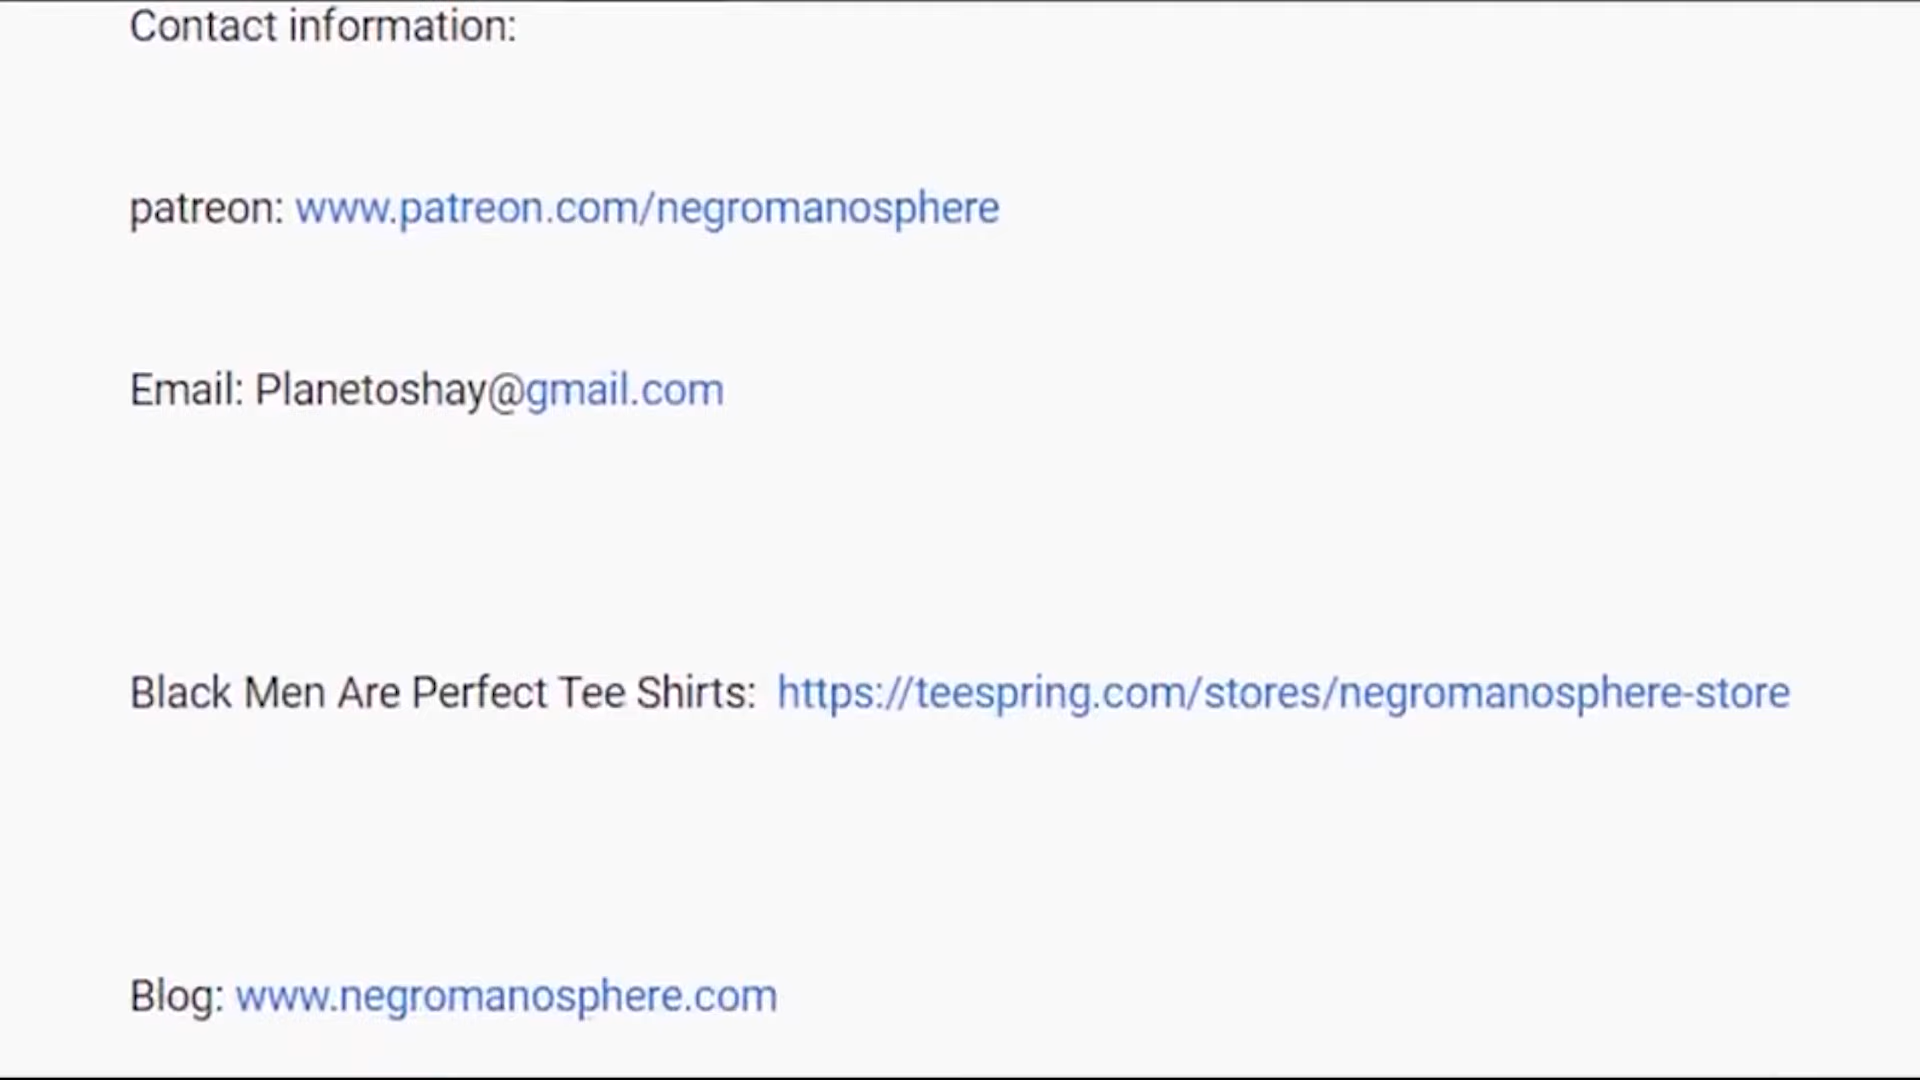 Contact information:
patreon: www.patreon.com/negromanosphere
Email: Planetoshay@gmail.com
Black Men Are Perfect Tee Shirts: https://teespring.com/stores/negromanosphere-store
Blog: www.negromanosphere.com